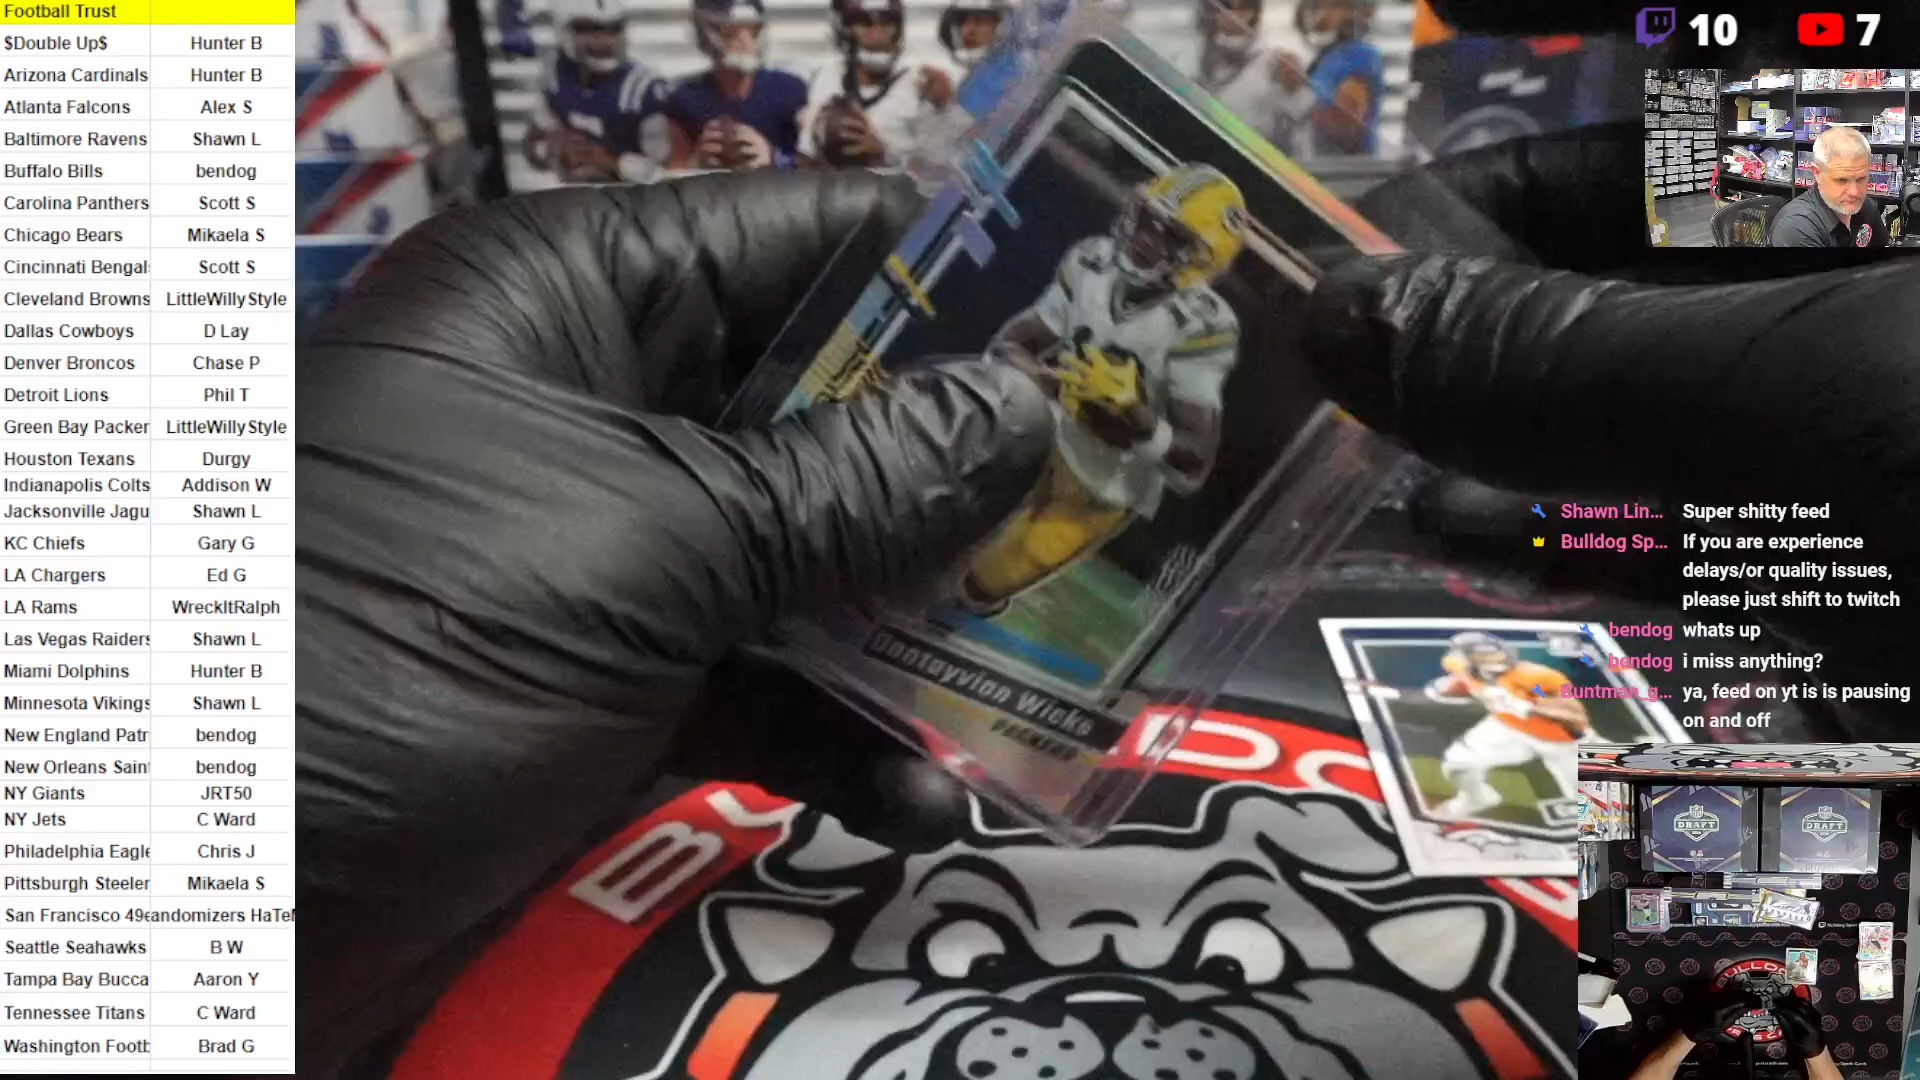 Football Trust
$Double Up$ Hunter B
Arizona Cardinals Hunter B
Atlanta Falcons Alex S
Baltimore Ravens Shawn L
Buffalo Bills bendog
Carolina Panthers Scott S
Chicago Bears Mikaela S
Cincinnati Bengal Scott S
Cleveland Browns LittleWillyStyle
Dallas Cowboys D Lay
Denver Broncos Chase P
Detroit Lions Phil T
Green Bay Packer LittleWillyStyle
Houston Texans Durgy
Indianapolis Colts Addison W
Jacksonville Jagu Shawn L
KC Chiefs Gary G
LA Chargers Ed G
LA Rams WreckItRalph
Las Vegas Raiders Shawn L
Miami Dolphins Hunter B
Minnesota Vikings Shawn L
New England Patr bendog
New Orleans Saint bendog
NY Giants JRT50
NY Jets C Ward
Philadelphia Eagle Chris J
Pittsburgh Steeler Mikaela S
San Francisco 49e andomizers HaTe
Seattle Seahawks B W
Tampa Bay Bucca Aaron Y
Tennessee Titans C Ward
Washington Footb Brad G
10 7
Dontayvion Wicks
PACKERS
Shawn Lin... Super shitty feed
Bulldog Sp... If you are experience
delays/or quality issues,
please just shift to twitch
bendog whats up
bendog i miss anything?
Buntman_g... ya, feed on yt is is pausing
on and off
DRAFT
DRAFT